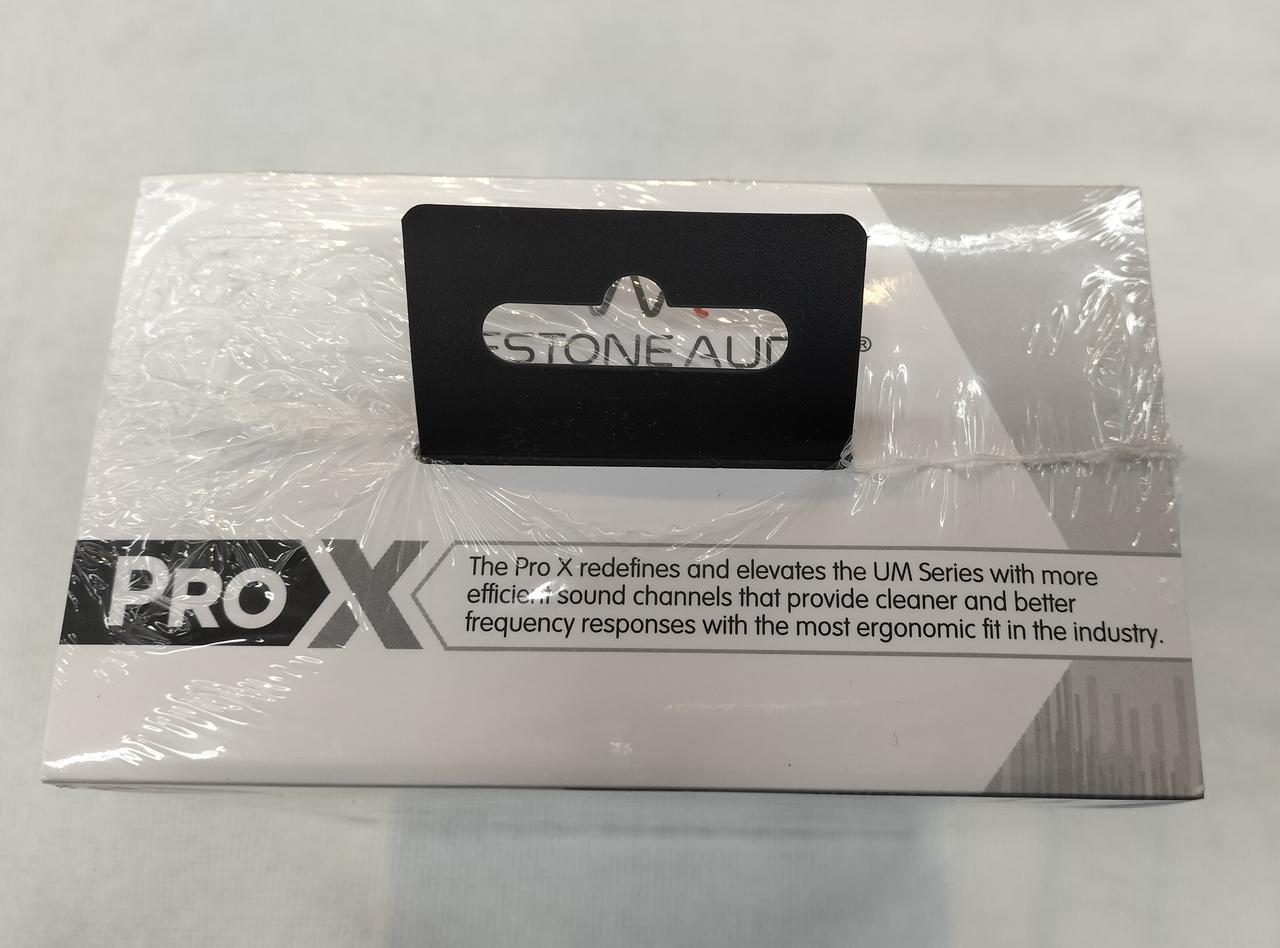 ESTONE AUD ®
PRO X
The Pro X redefines and elevates the UM Series with more
efficient sound channels that provide cleaner and better
frequency responses with the most ergonomic fit in the industry.